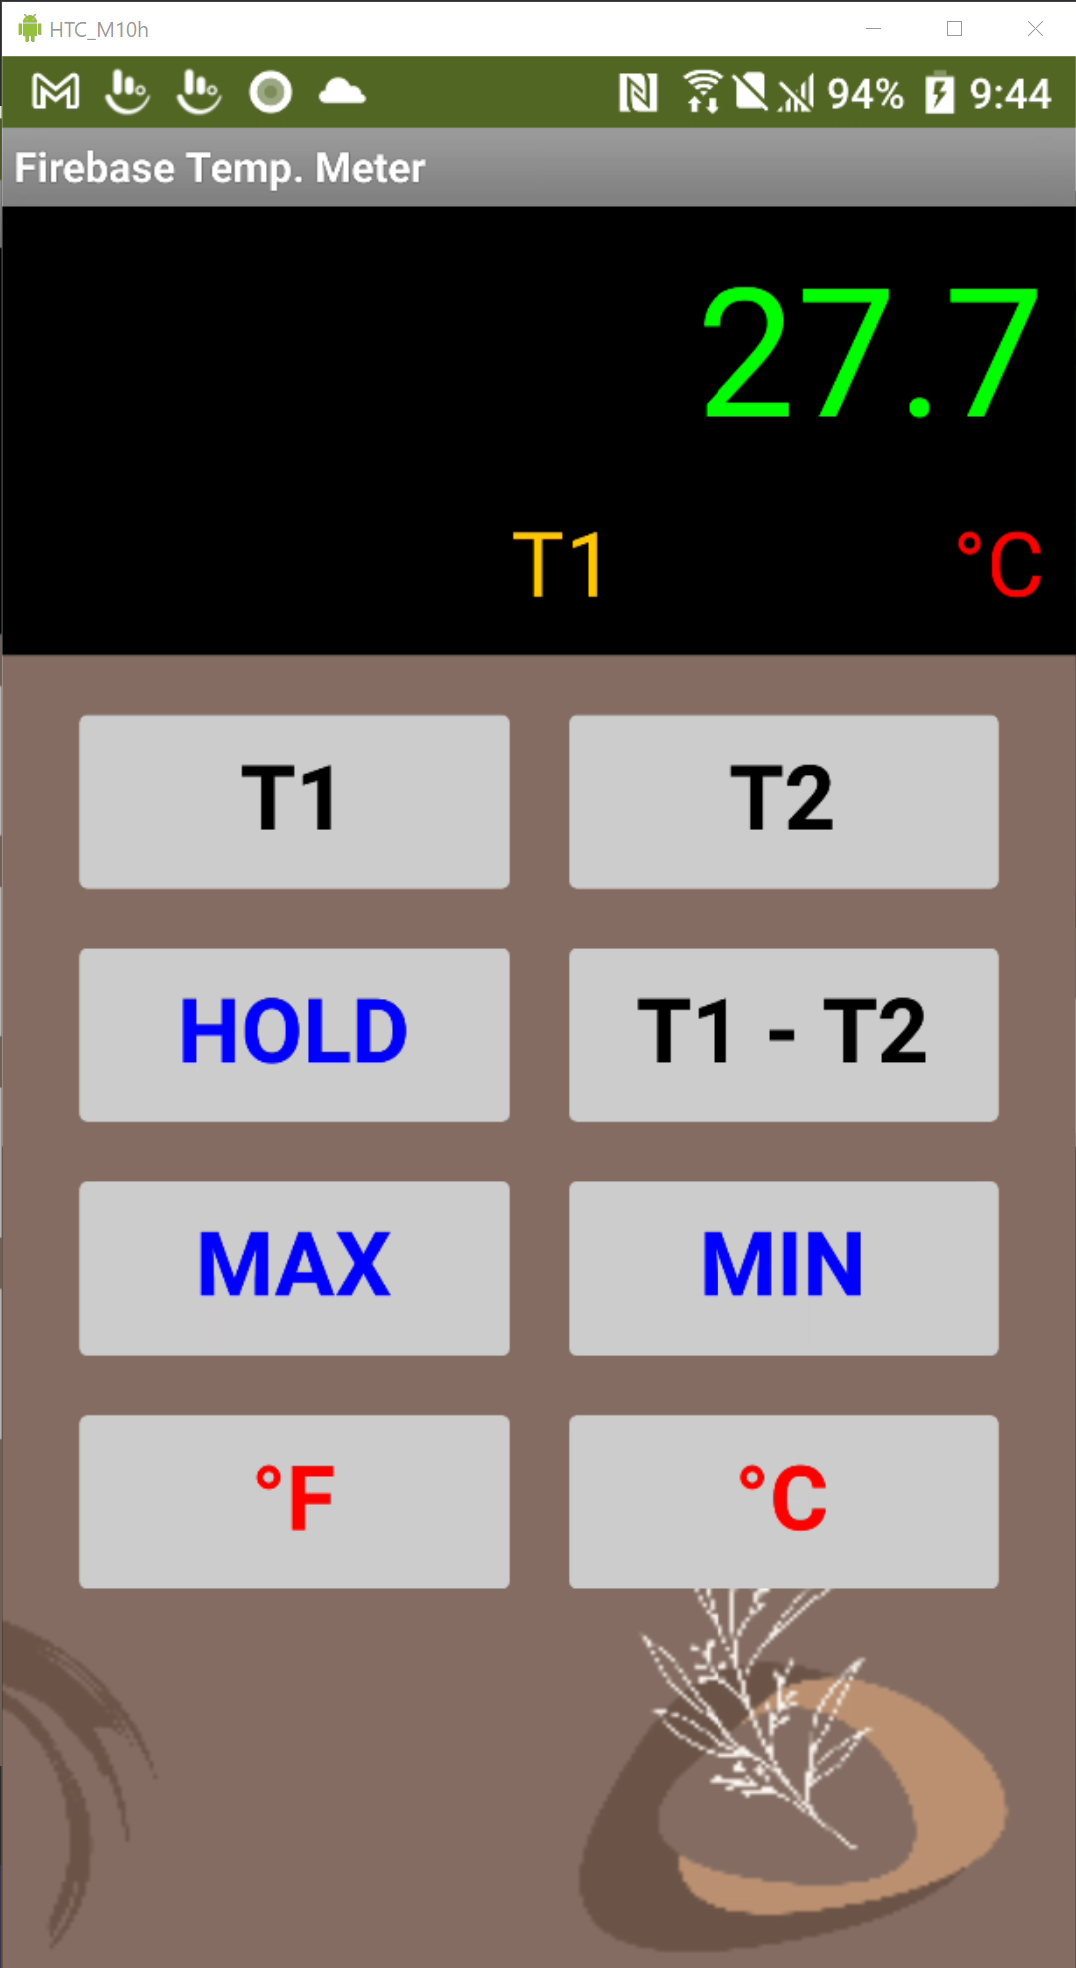 HTC_M10h
94% 9:44
Firebase Temp. Meter
27.7
T1 °C
T1 T2
HOLD T1 - T2
MAX MIN
°F °C